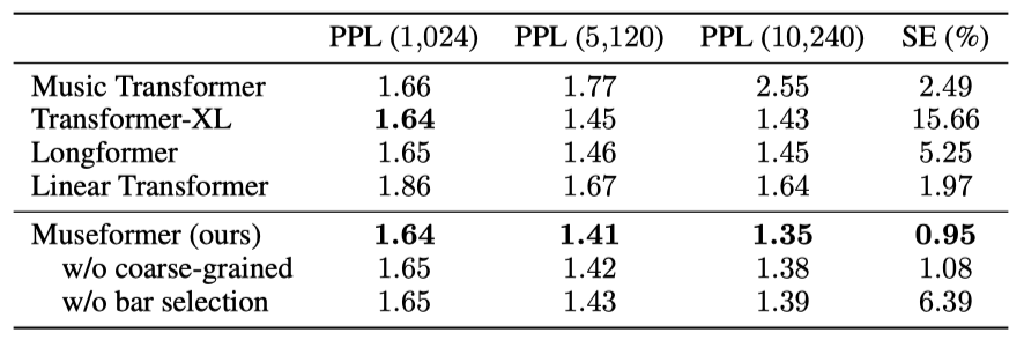 PPL (1,024) PPL (5,120) PPL (10,240) SE (%)
Music Transformer 1.66 1.77 2.55 2.49
Transformer-XL 1.64 1.45 1.43 15.66
Longformer 1.65 1.46 1.45 5.25
Linear Transformer 1.86 1.67 1.64 1.97
Museformer (ours) 1.64 1.41 1.35 0.95
w/o coarse-grained 1.65 1.42 1.38 1.08
w/o bar selection 1.65 1.43 1.39 6.39